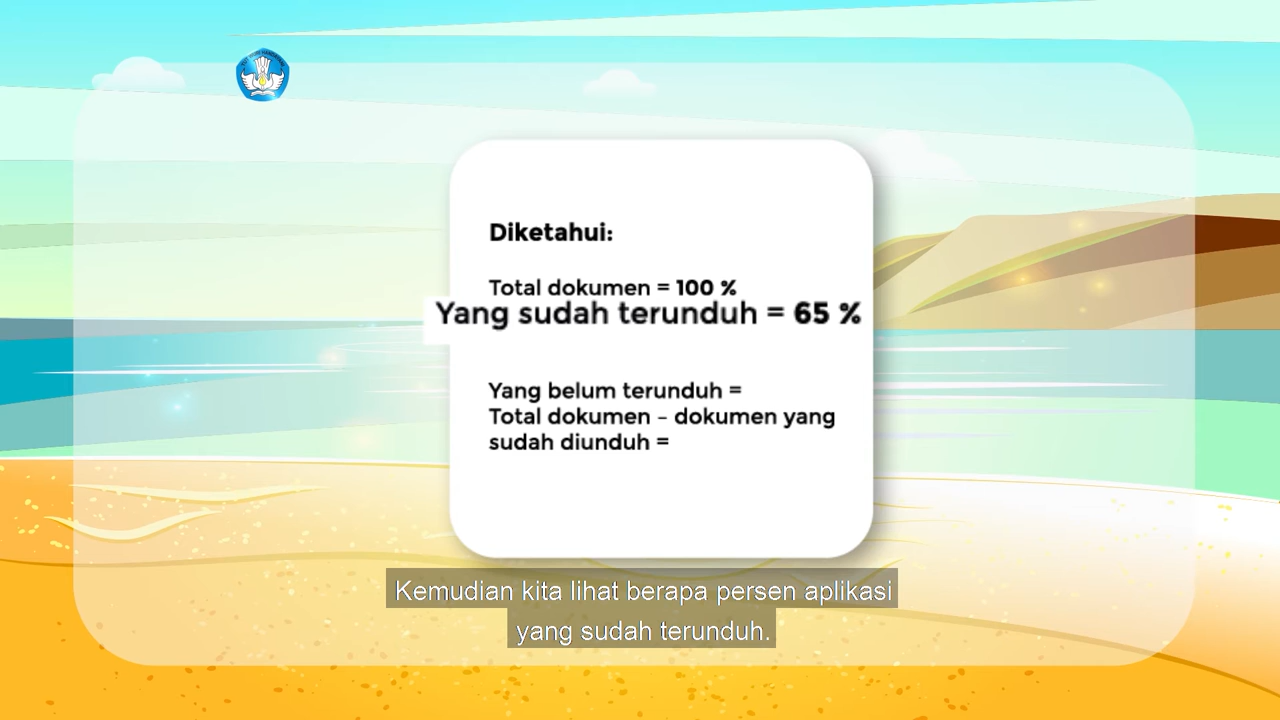 Diketahui:
Total dokumen = 100 %
Yang sudah terunduh = 65 %
Yang belum terunduh =
Total dokumen – dokumen yang
sudah diunduh =
Kemudian kita lihat berapa persen aplikasi
yang sudah terunduh.